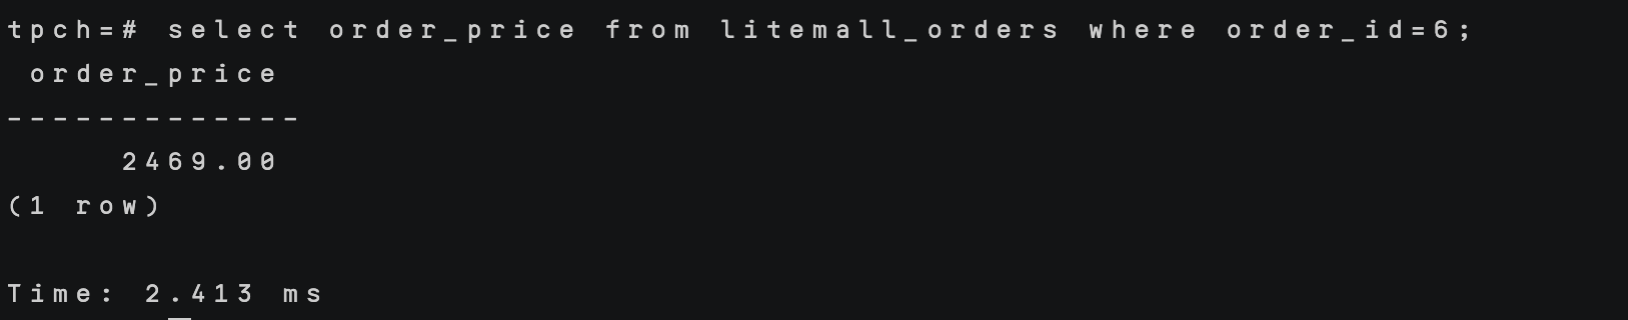 tpch=# select order_price from litemall_orders where order_id=6;
 order_price
-------------
     2469.00
(1 row)

Time: 2.413 ms